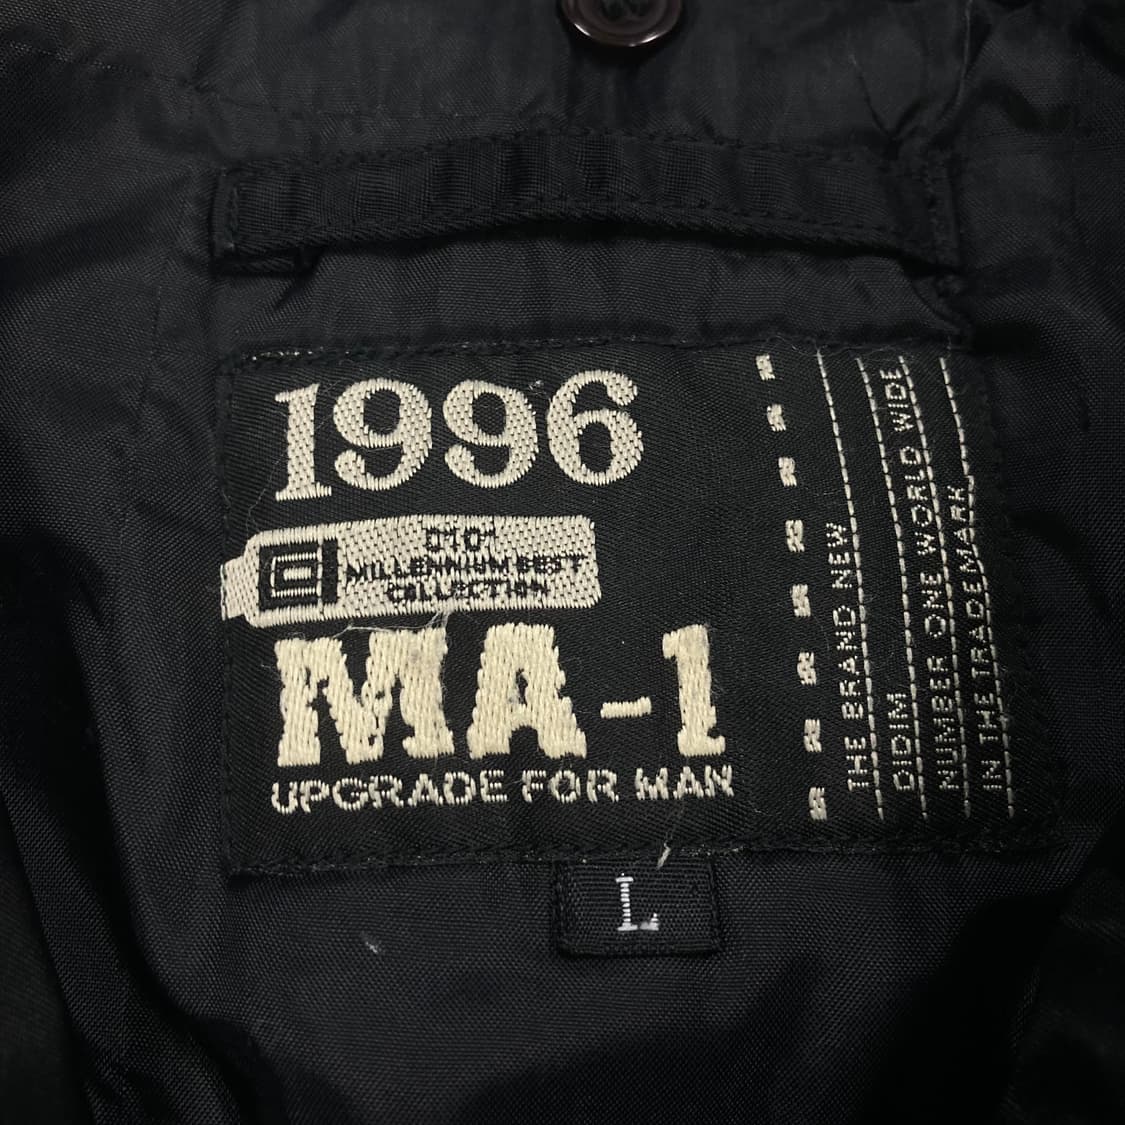 1996
MILLENNIUM BEST
COLLECTION
MA-1
UPGRADE FOR MAN
THE BRAND NEW
DIDIM
NUMBER ONE WORLD WIDE
IN THE TRADEMARK
L